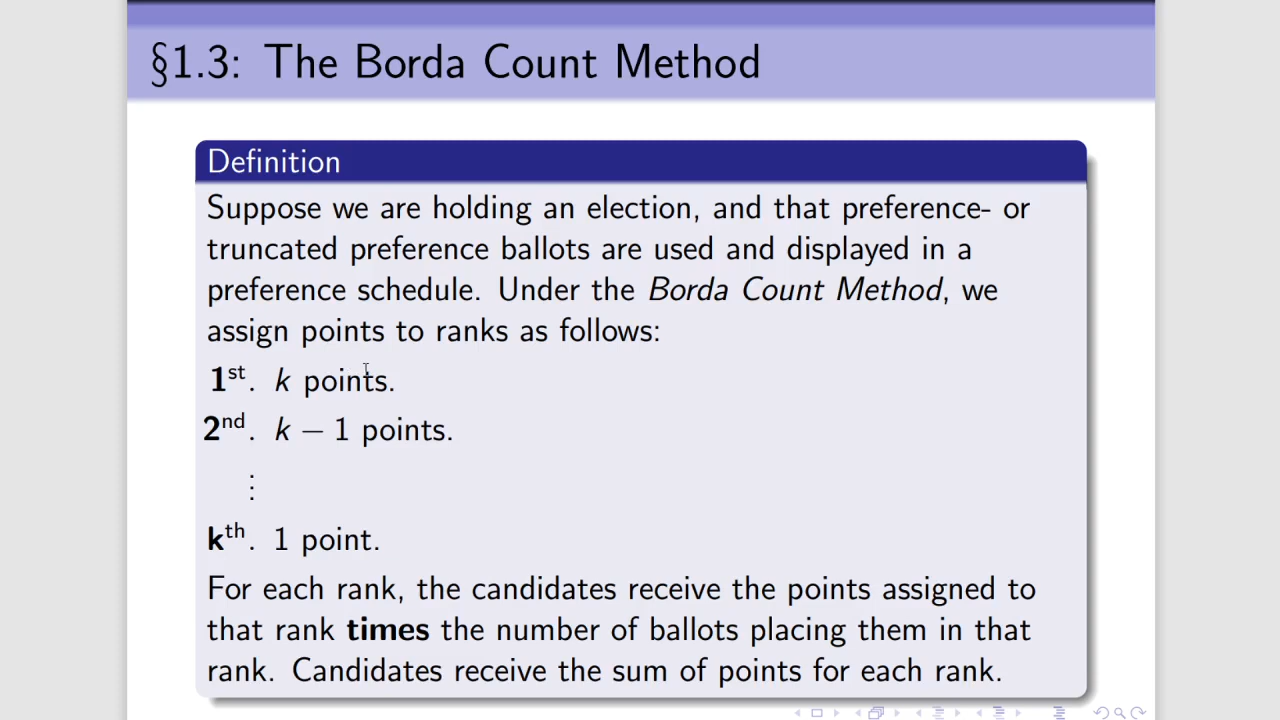 §1.3: The Borda Count Method
Definition
Suppose we are holding an election, and that preference- or
truncated preference ballots are used and displayed in a
preference schedule. Under the Borda Count Method, we
assign points to ranks as follows:
1st. k points.
2nd. k − 1 points.
⋮
kth. 1 point.
For each rank, the candidates receive the points assigned to
that rank times the number of ballots placing them in that
rank. Candidates receive the sum of points for each rank.